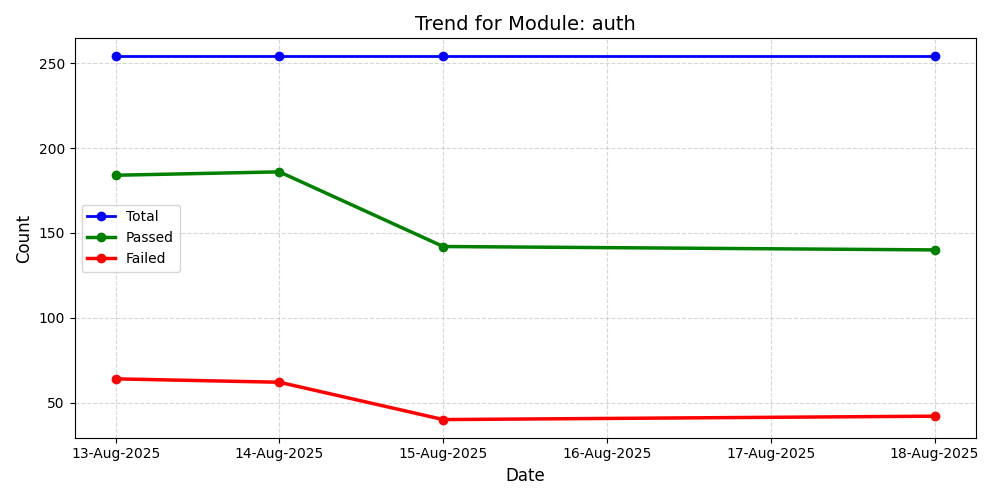 Trend for Module: auth
250
200
150
100
50
Count
Total
Passed
Failed
13-Aug-2025 14-Aug-2025 15-Aug-2025 16-Aug-2025 17-Aug-2025 18-Aug-2025
Date